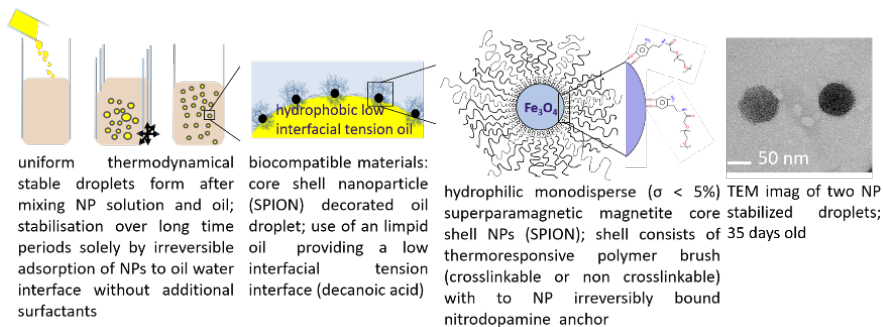 hydrophobic low
interfacial tension oil
Fe3O4
50 nm
uniform thermodynamical
stable droplets form after
mixing NP solution and oil;
stabilisation over long time
periods solely by irreversible
adsorption of NPs to oil water
interface without additional
surfactants
biocompatible materials:
core shell nanoparticle
(SPION) decorated oil
droplet; use of an limpid
oil providing a low
interfacial tension
interface (decanoic acid)
hydrophilic monodisperse (σ < 5%)
superparamagnetic magnetite core
shell NPs (SPION); shell consists of
thermoresponsive polymer brush
(crosslinkable or non crosslinkable)
with to NP irreversibly bound
nitrodopamine anchor
TEM imag of two NP
stabilized droplets;
35 days old